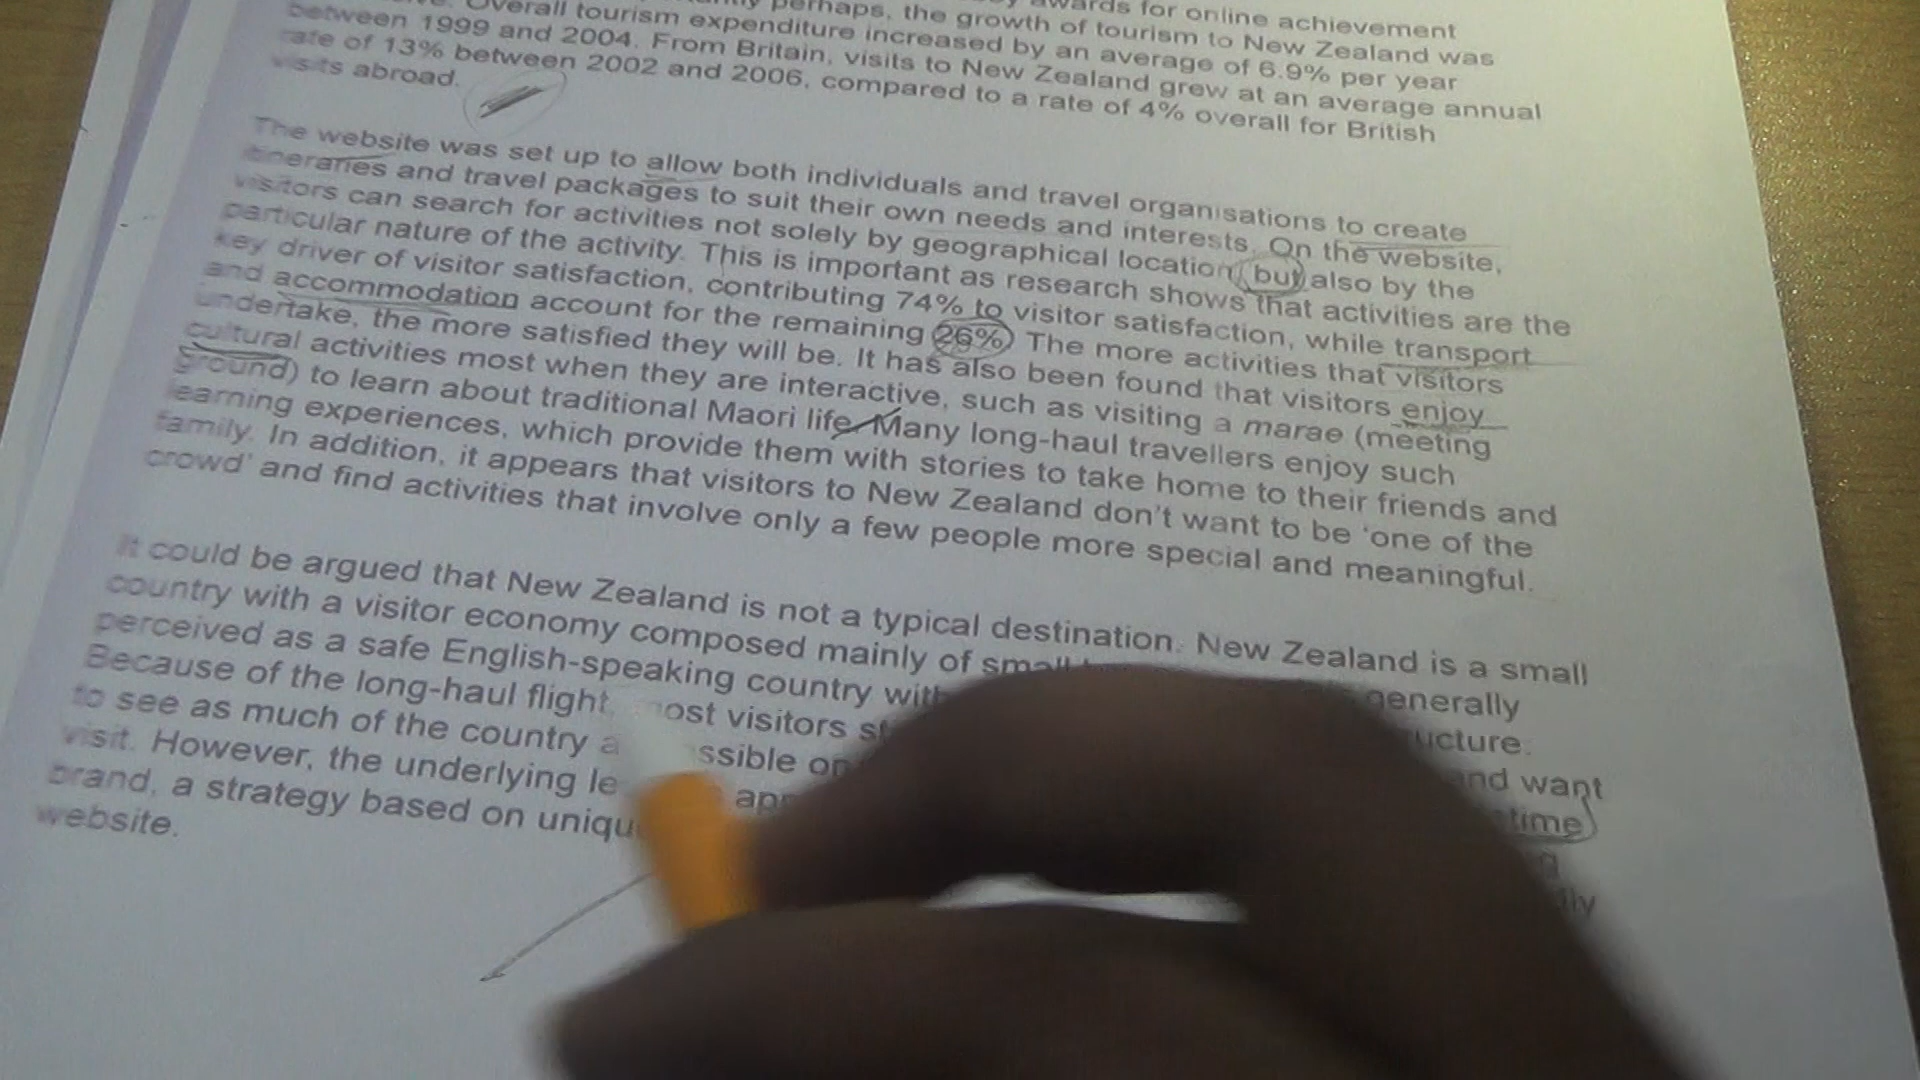 perhaps, the growth of tourism to New Zealand was awards for online achievement
Overall tourism expenditure increased by an average of 6.9% per year
between 1999 and 2004. From Britain, visits to New Zealand grew at an average annual
rate of 13% between 2002 and 2006, compared to a rate of 4% overall for British
visits abroad.
The website was set up to allow both individuals and travel organisations to create
itineraries and travel packages to suit their own needs and interests. On the website,
visitors can search for activities not solely by geographical location, but also by the
particular nature of the activity. This is important as research shows that activities are the
key driver of visitor satisfaction, contributing 74% to visitor satisfaction, while transport
and accommodation account for the remaining 26%. The more activities that visitors
undertake, the more satisfied they will be. It has also been found that visitors enjoy
cultural activities most when they are interactive, such as visiting a marae (meeting
ground) to learn about traditional Maori life. Many long-haul travellers enjoy such
learning experiences, which provide them with stories to take home to their friends and
family. In addition, it appears that visitors to New Zealand don't want to be 'one of the
crowd' and find activities that involve only a few people more special and meaningful.
It could be argued that New Zealand is not a typical destination. New Zealand is a small
country with a visitor economy composed mainly of small generally
perceived as a safe English-speaking country with ucture.
Because of the long-haul flight, most visitors and want
to see as much of the country ssible on time
visit. However, the underlying
brand, a strategy based on
website.